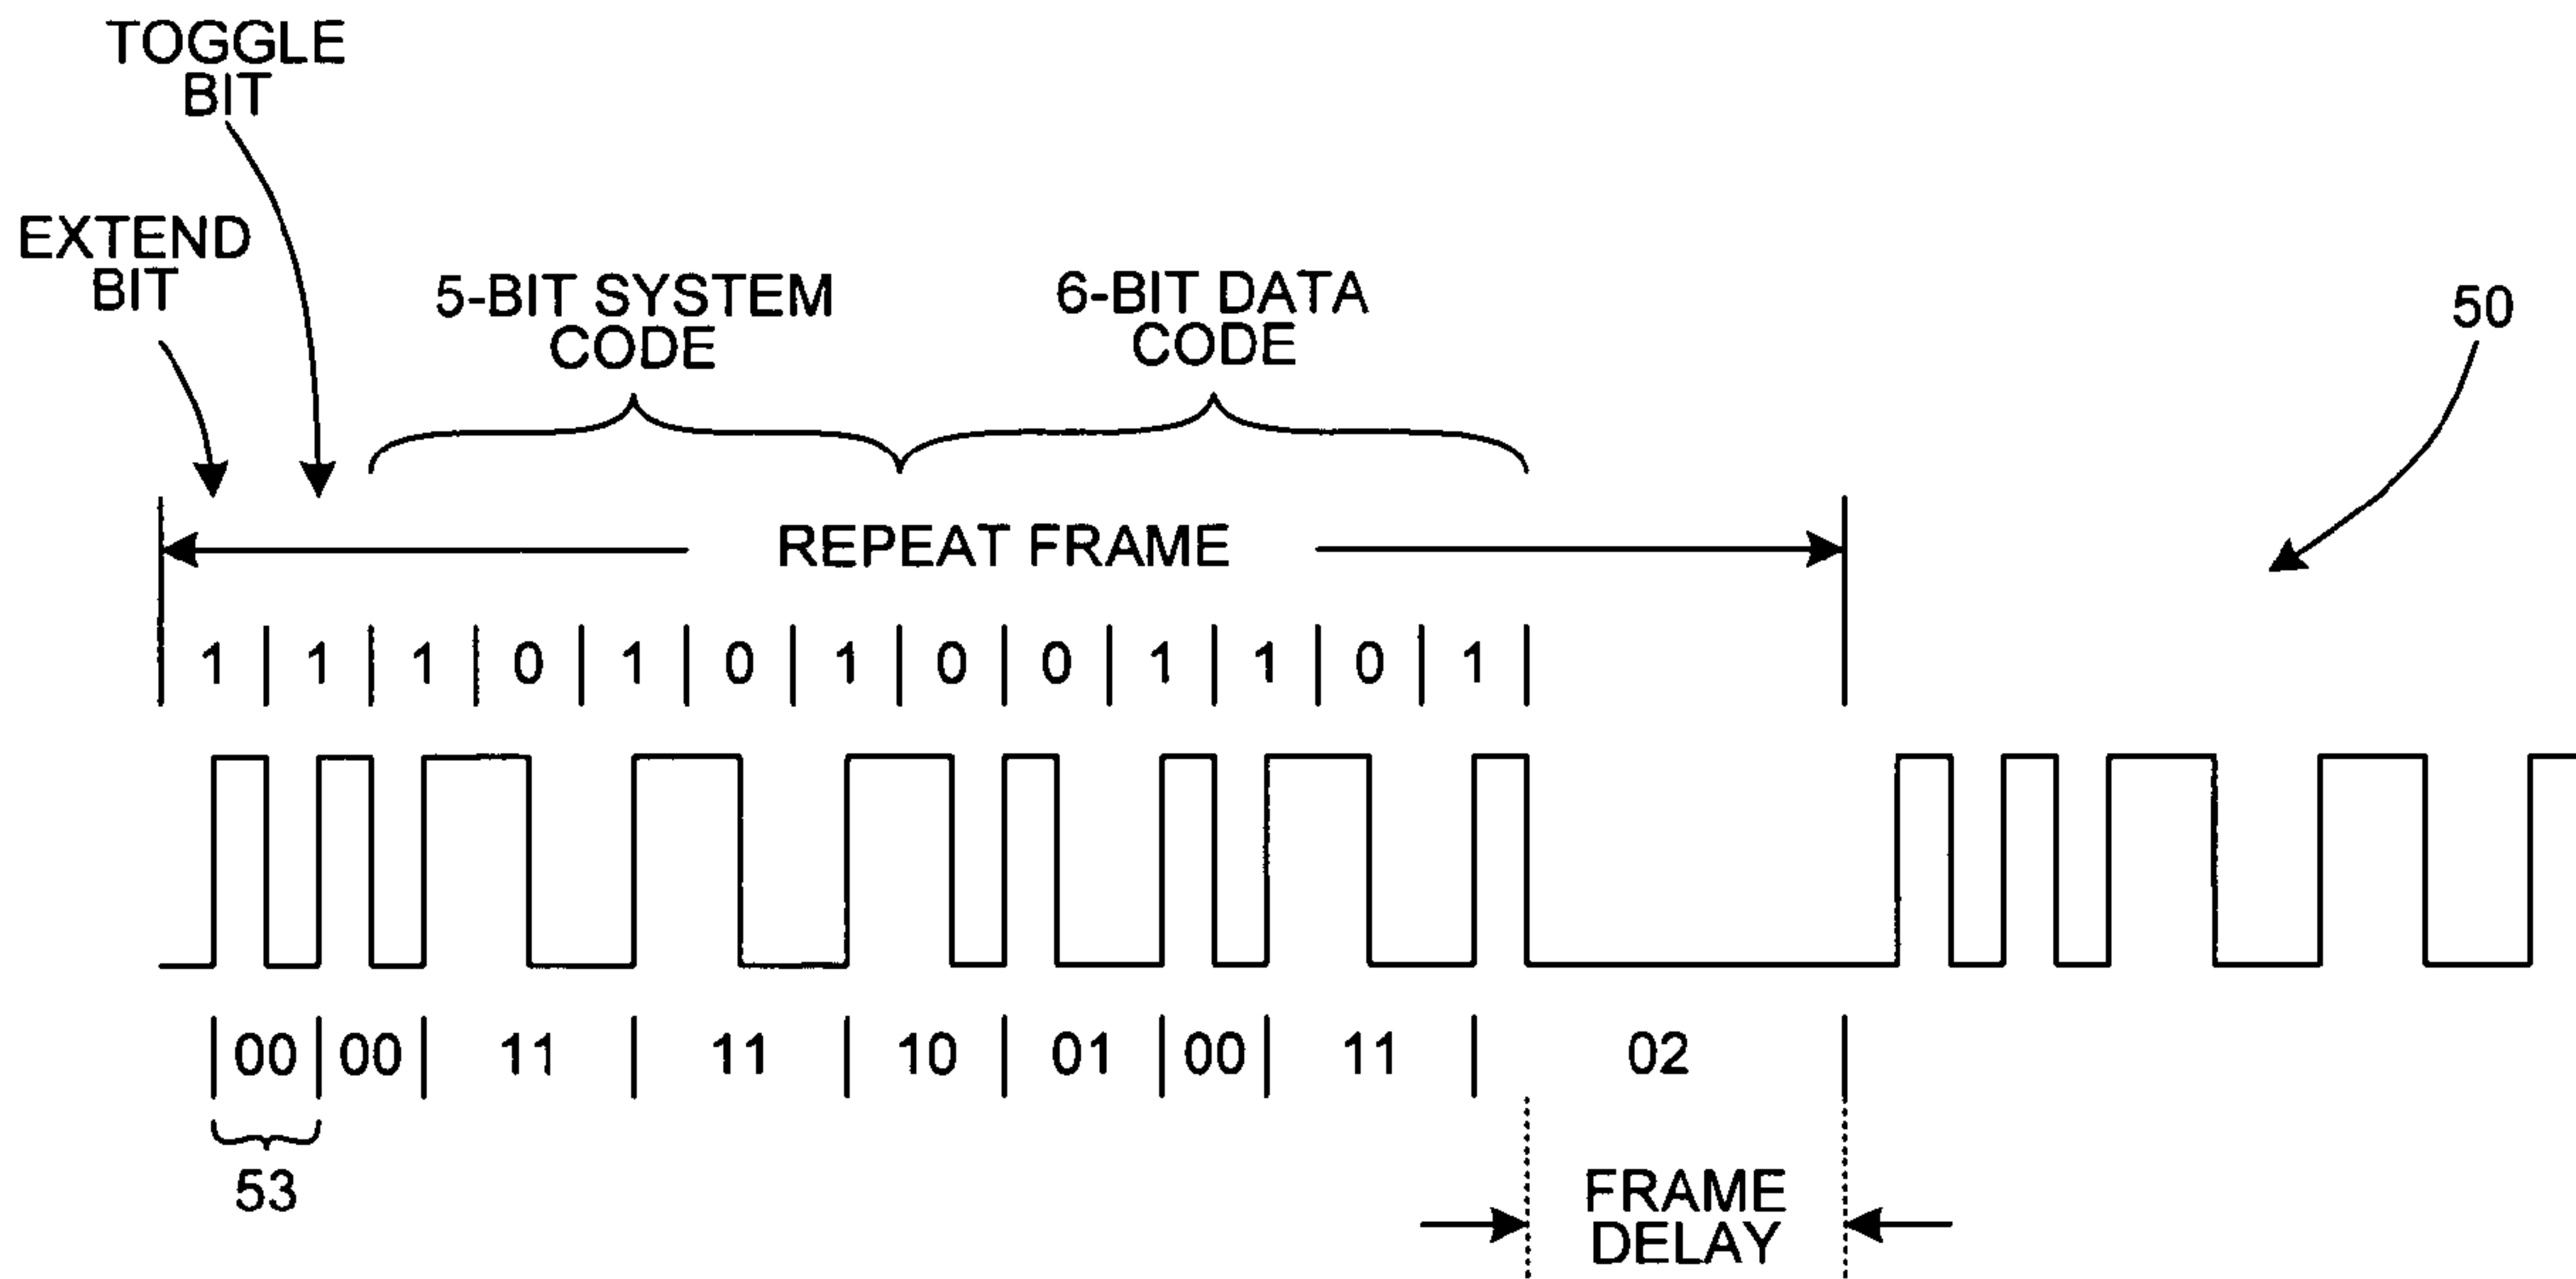 TOGGLE
BIT
EXTEND
BIT
5-BIT SYSTEM
CODE
6-BIT DATA
CODE
50
REPEAT FRAME
1 1 1 0 1 0 1 0 0 1 1 0 1
00 00 11 11 10 01 00 11 02
53
FRAME
DELAY